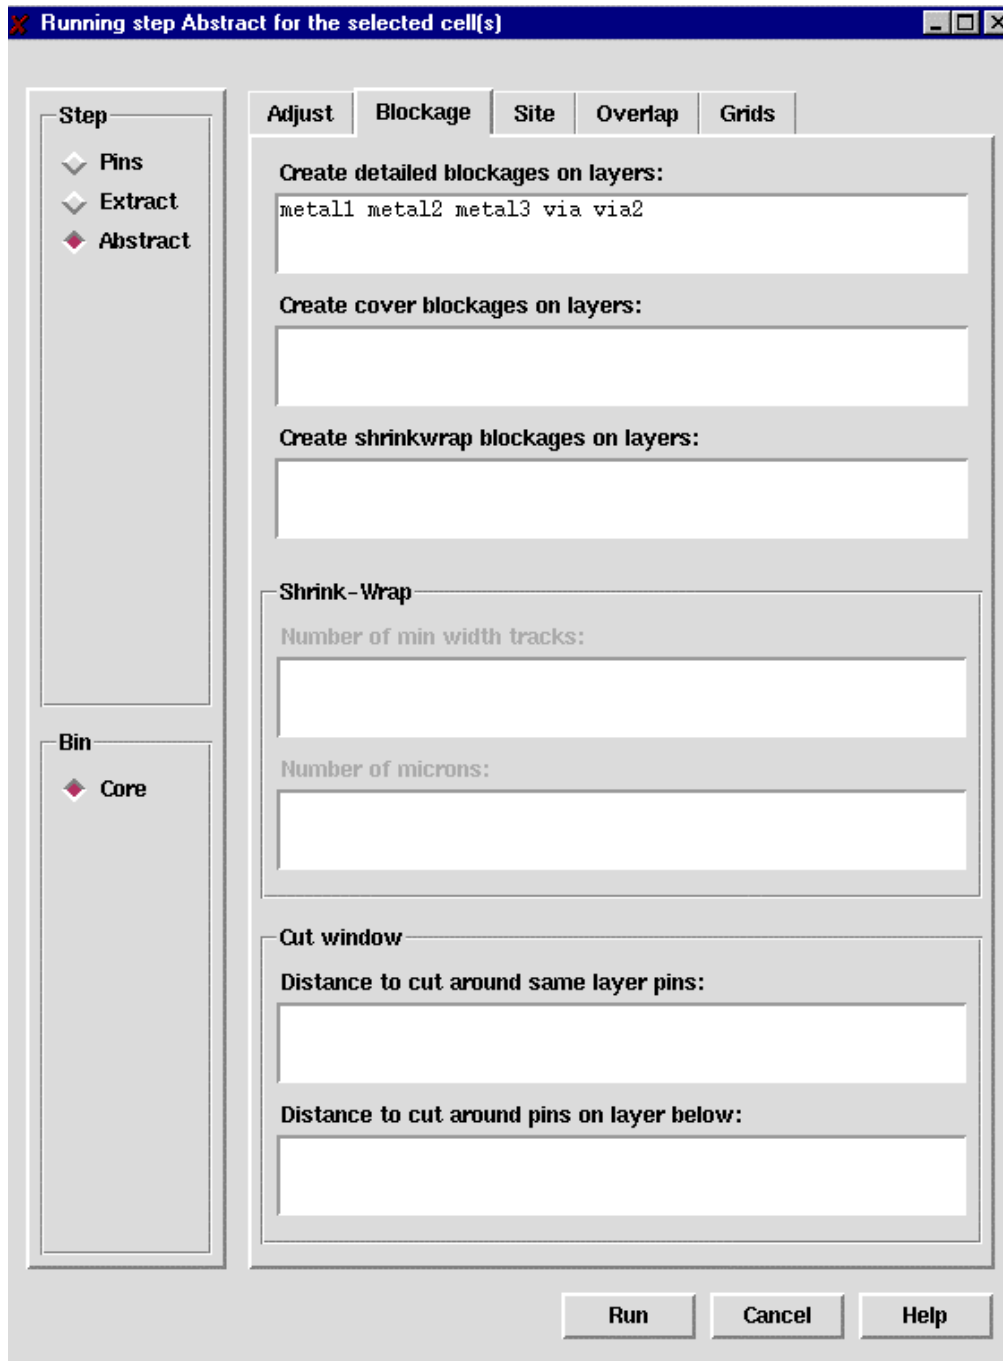 Running step Abstract for the selected cell(s)
Step
Pins
Extract
Abstract
Bin
Core
Adjust Blockage Site Overlap Grids
Create detailed blockages on layers:
metal1 metal2 metal3 via via2
Create cover blockages on layers:
Create shrinkwrap blockages on layers:
Shrink-Wrap
Number of min width tracks:
Number of microns:
Cut window
Distance to cut around same layer pins:
Distance to cut around pins on layer below:
Run Cancel Help